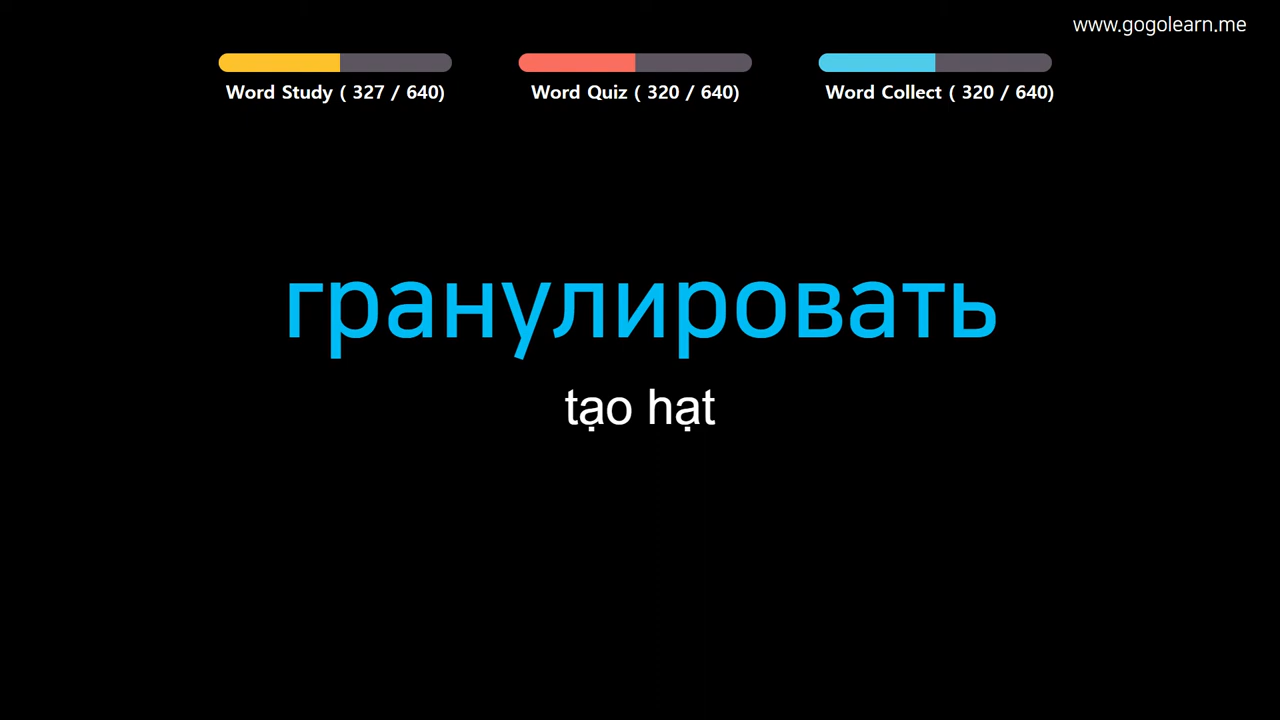 www.gogolearn.me
Word Study ( 327 / 640)
Word Quiz ( 320 / 640)
Word Collect ( 320 / 640)
гранулировать
tạo hạt